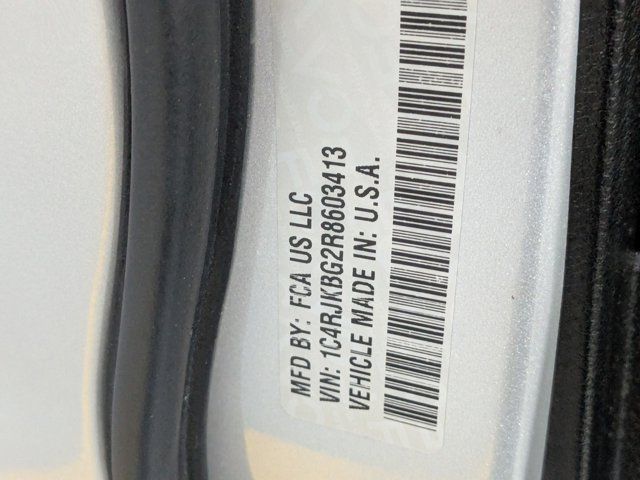 MFD BY: FCA US LLC
VIN: 1C4RJKBG2R8603413
VEHICLE MADE IN: U.S.A.